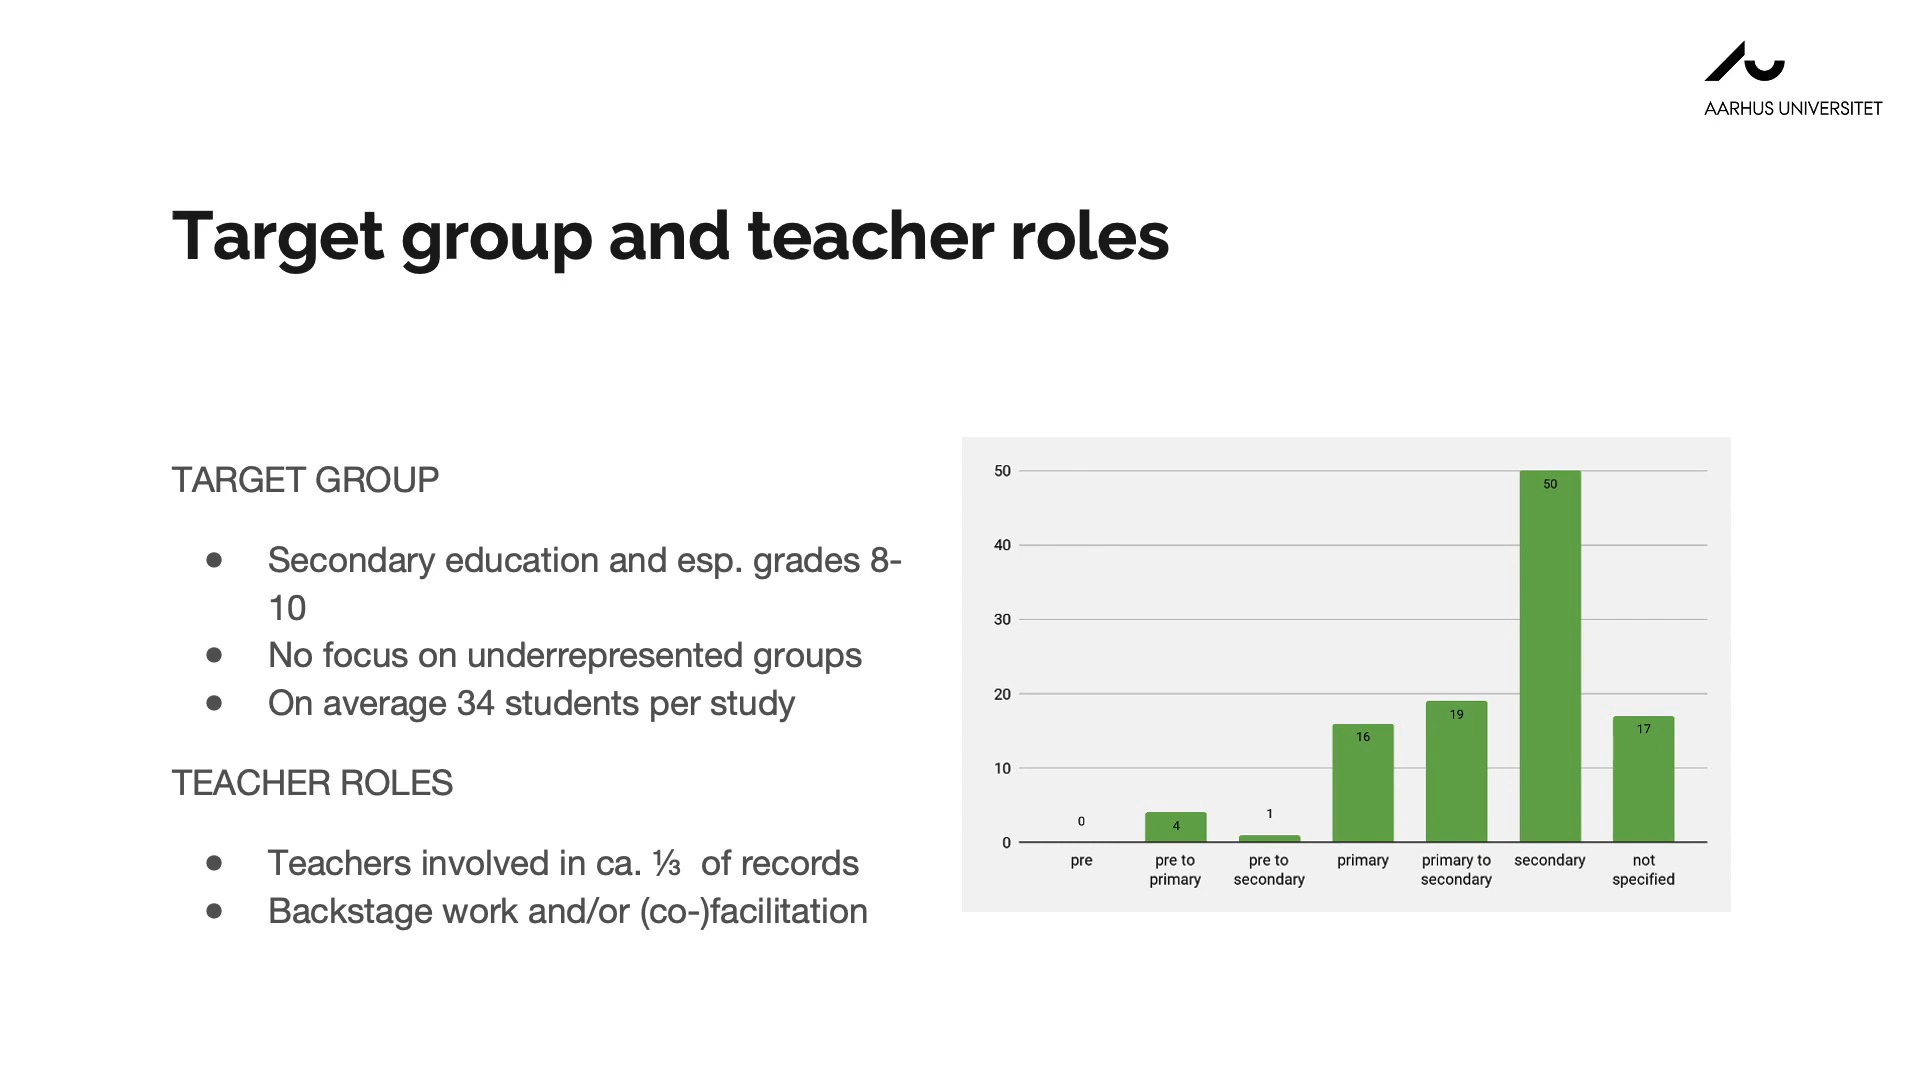 AARHUS UNIVERSITET
Target group and teacher roles
TARGET GROUP
● Secondary education and esp. grades 8-
10
● No focus on underrepresented groups
● On average 34 students per study
TEACHER ROLES
● Teachers involved in ca. ⅓ of records
● Backstage work and/or (co-)facilitation
50
40
30
20
10
0
0
4
1
16
19
50
17
pre
pre to
primary
pre to
secondary
primary
primary to
secondary
secondary
not
specified